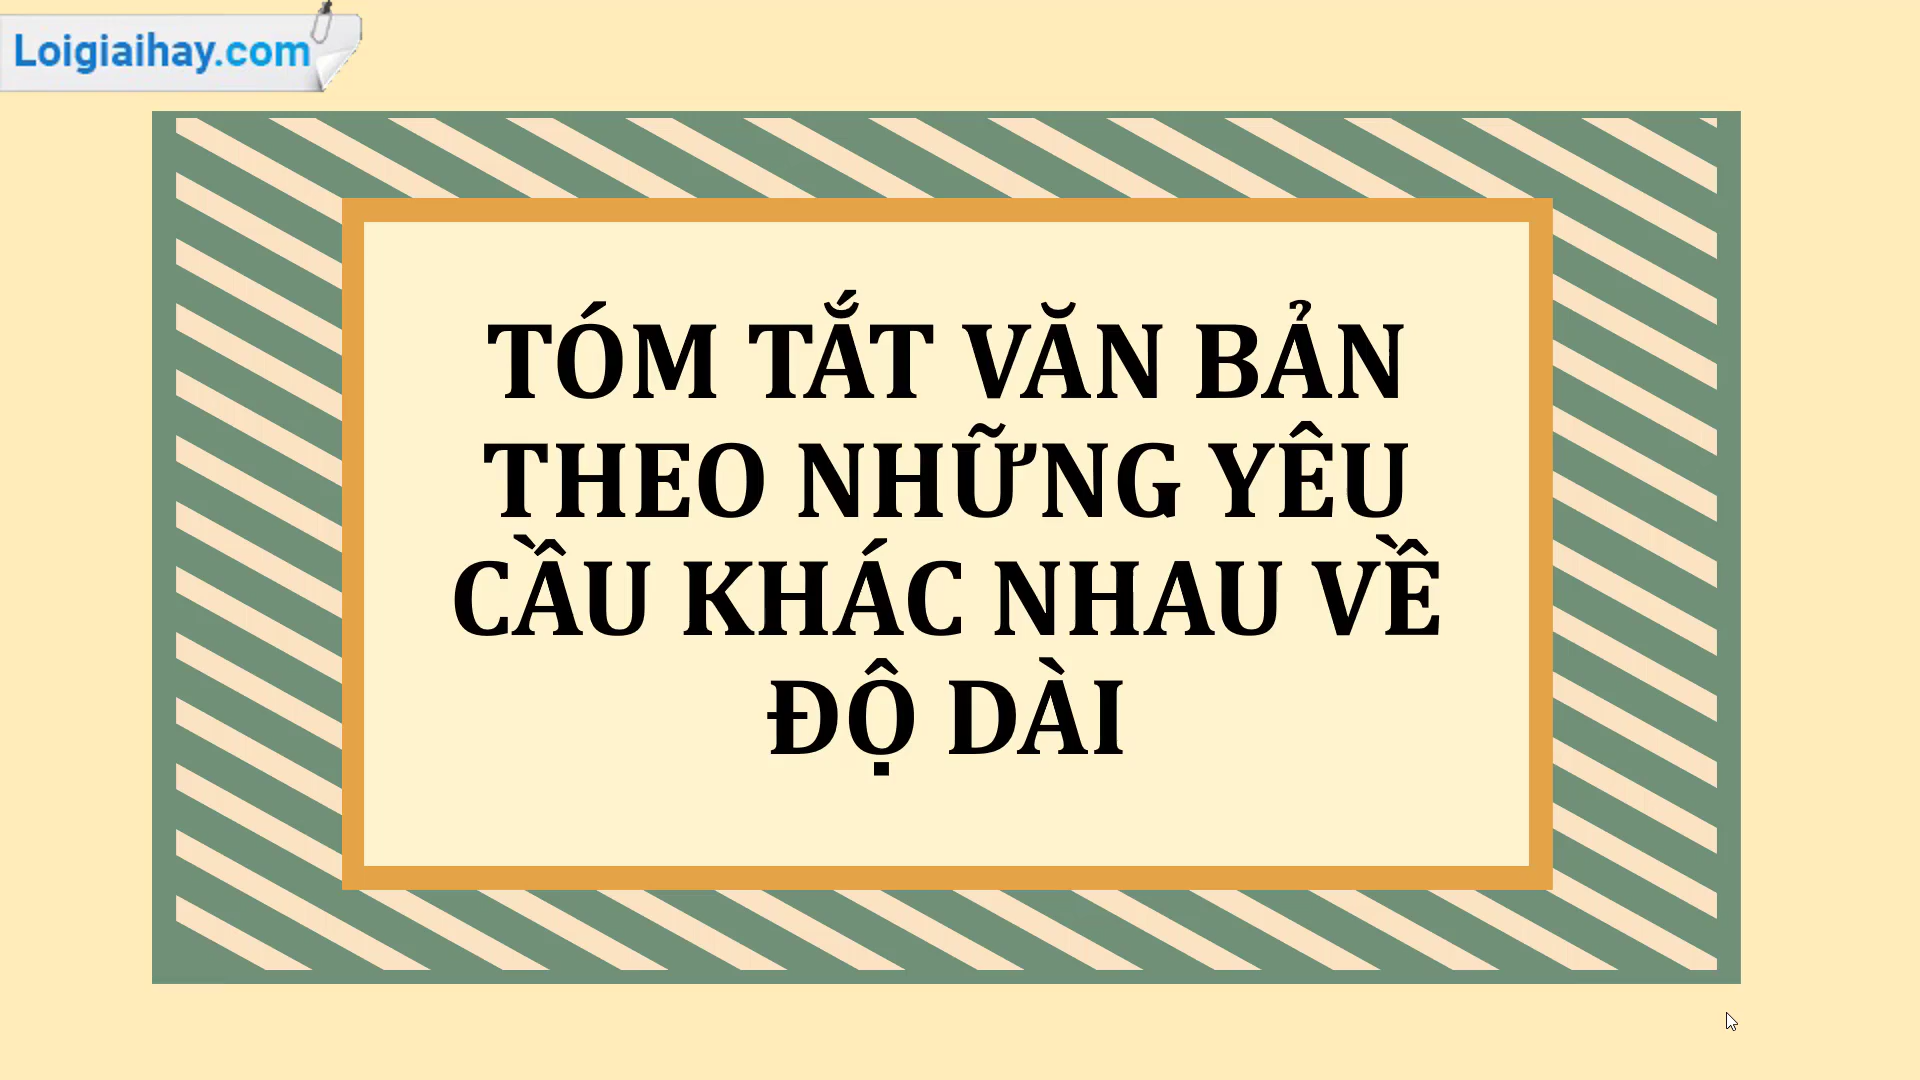 Loigiaihay.com
TÓM TẮT VĂN BẢN
THEO NHỮNG YÊU
CẦU KHÁC NHAU VỀ
ĐỘ DÀI